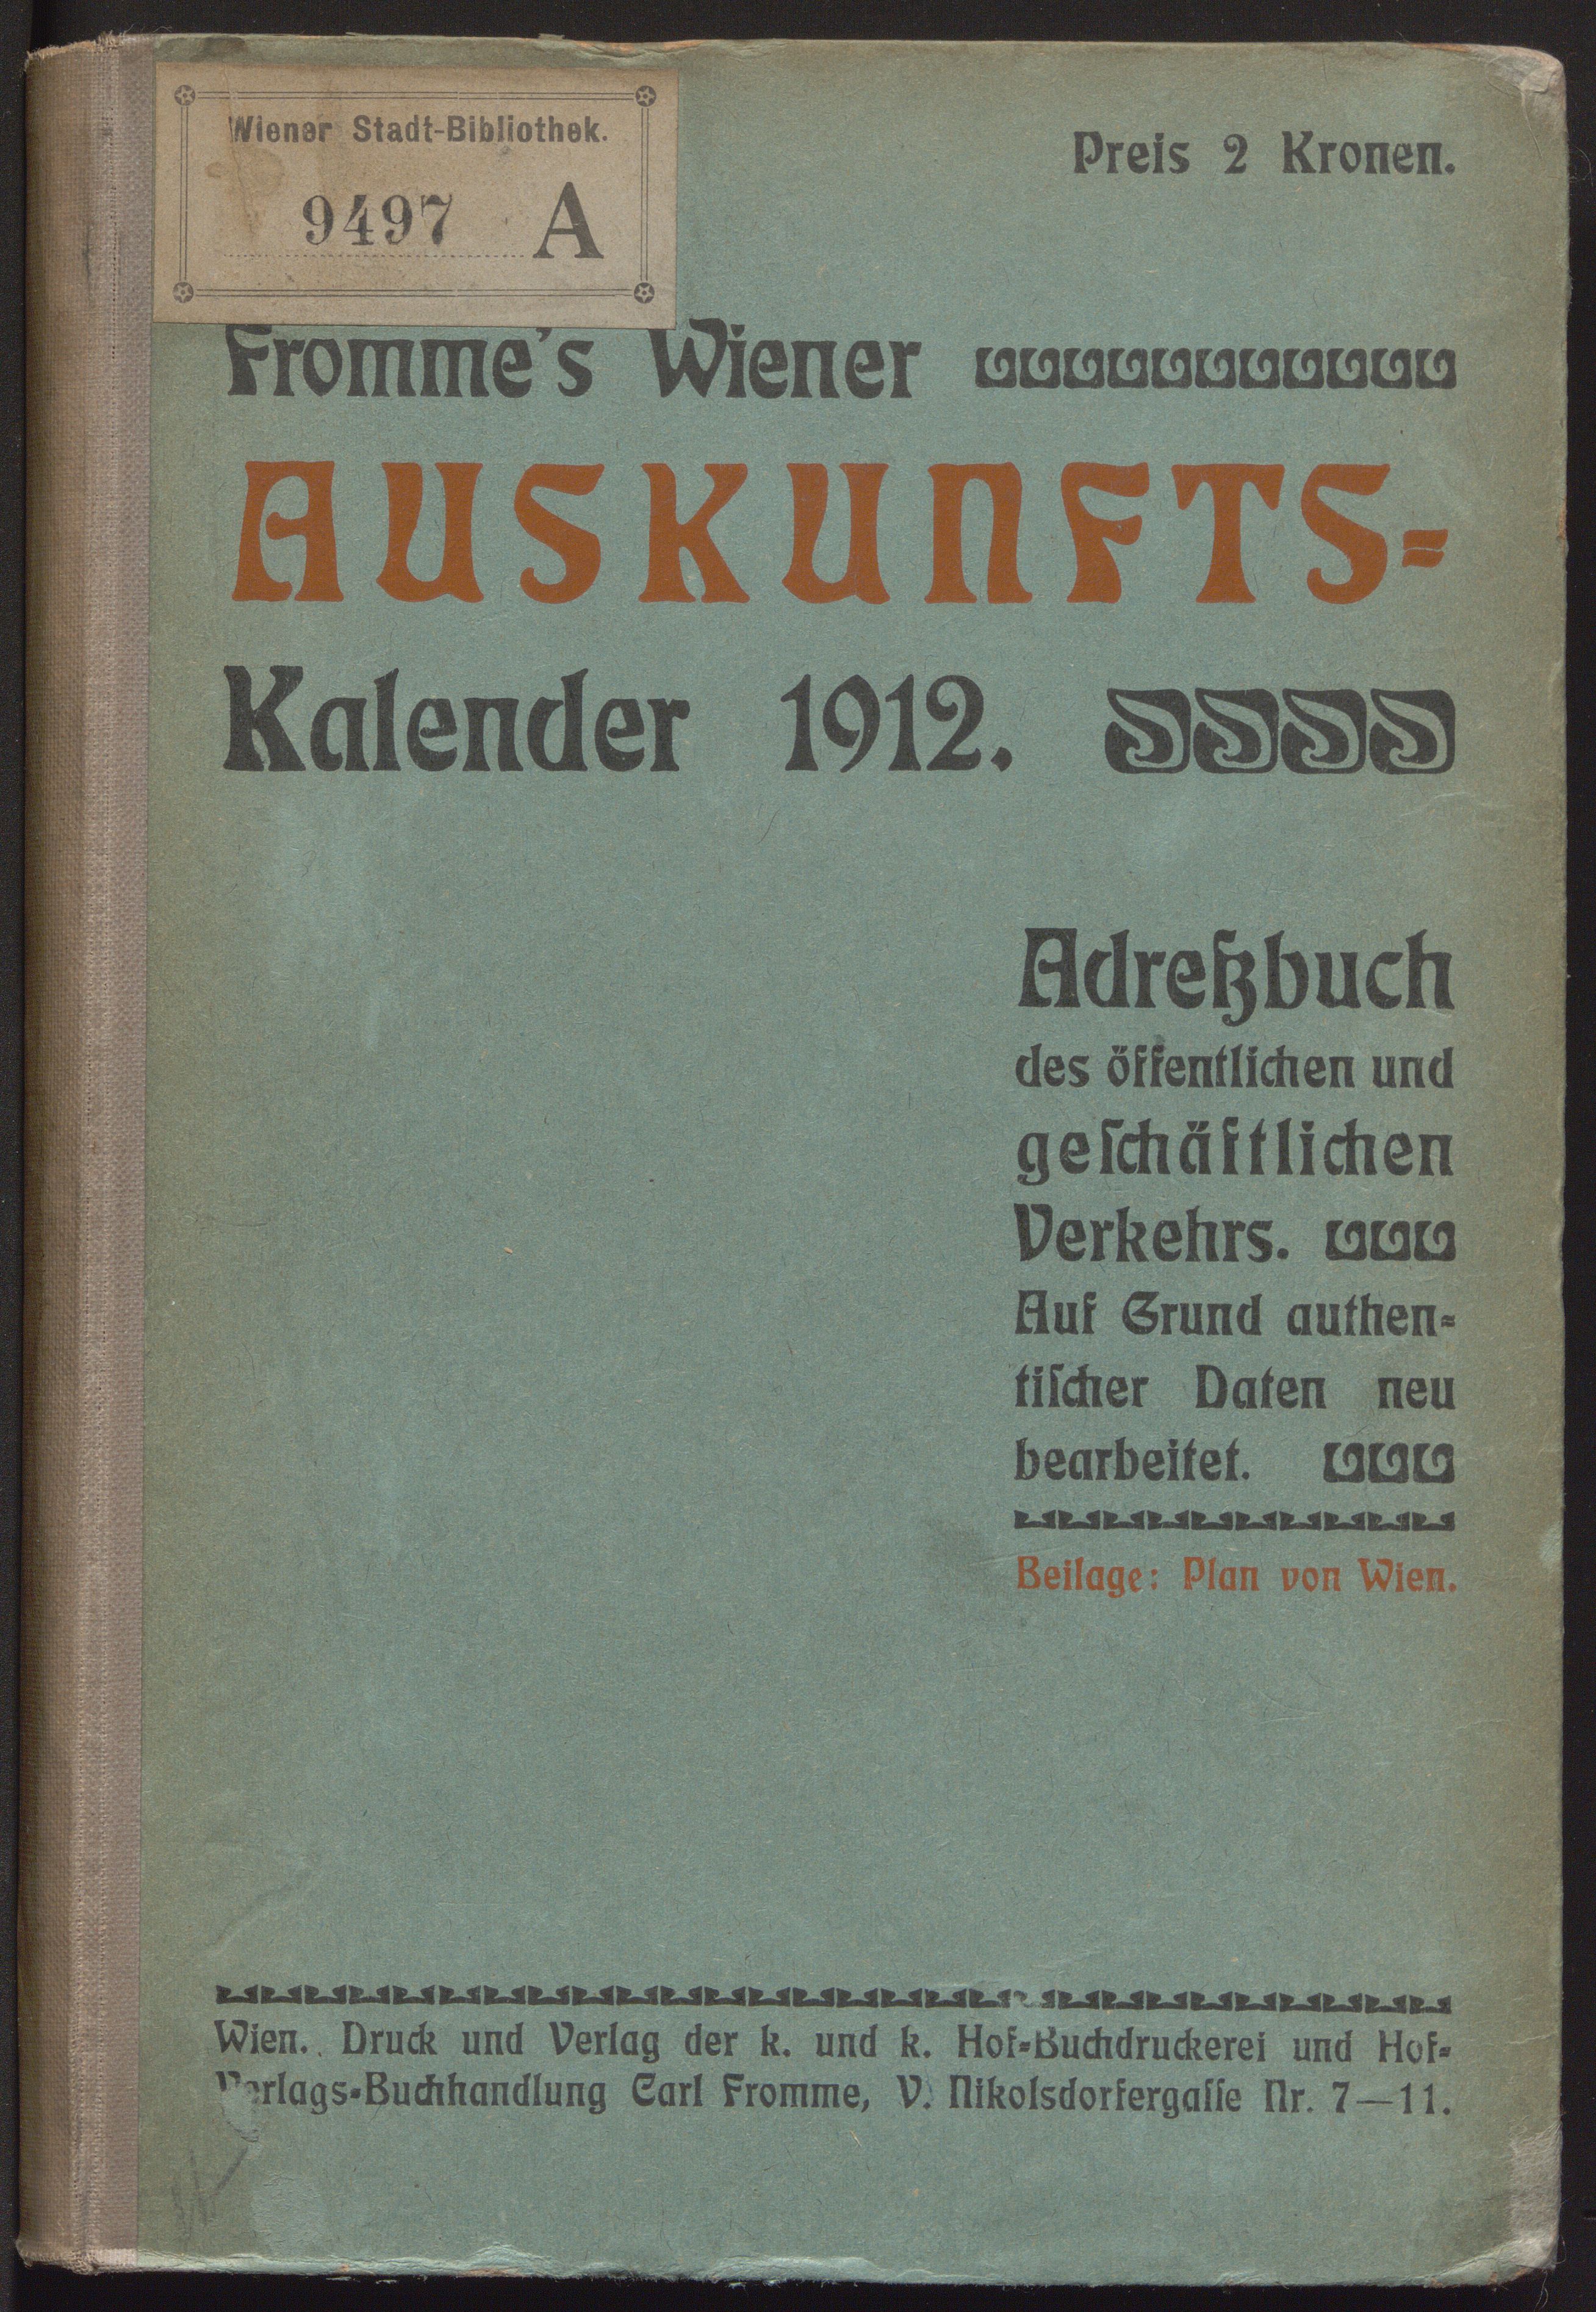 Wiener Stadt-Bibliothek.
9497 A
Preis 2 Kronen.
Fromme's Wiener
AUSKUNFTS=
Kalender 1912.
Adreßbuch
des öffentlichen und
geſchäftlichen
Verkehrs.
Auf Grund authen=
tiſcher Daten neu
bearbeitet.
Beilage: Plan von Wien.
Wien. Druck und Verlag der k. und k. Hof=Buchdruckerei und Hof=
Verlags=Buchhandlung Carl Fromme, V. Nikolsdorfergaſſe Nr. 7—11.